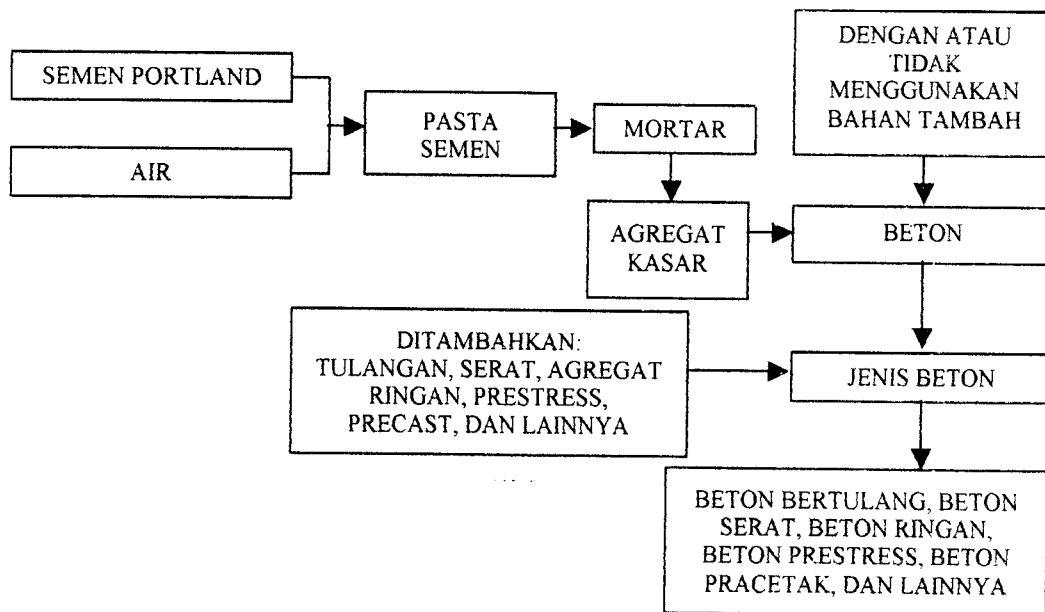 SEMEN PORTLAND
AIR
PASTA
SEMEN
MORTAR
DENGAN ATAU
TIDAK
MENGGUNAKAN
BAHAN TAMBAH
AGREGAT
KASAR
BETON
DITAMBAHKAN:
TULANGAN, SERAT, AGREGAT
RINGAN, PRESTRESS,
PRECAST, DAN LAINNYA
JENIS BETON
BETON BERTULANG, BETON
SERAT, BETON RINGAN,
BETON PRESTRESS, BETON
PRACETAK, DAN LAINNYA